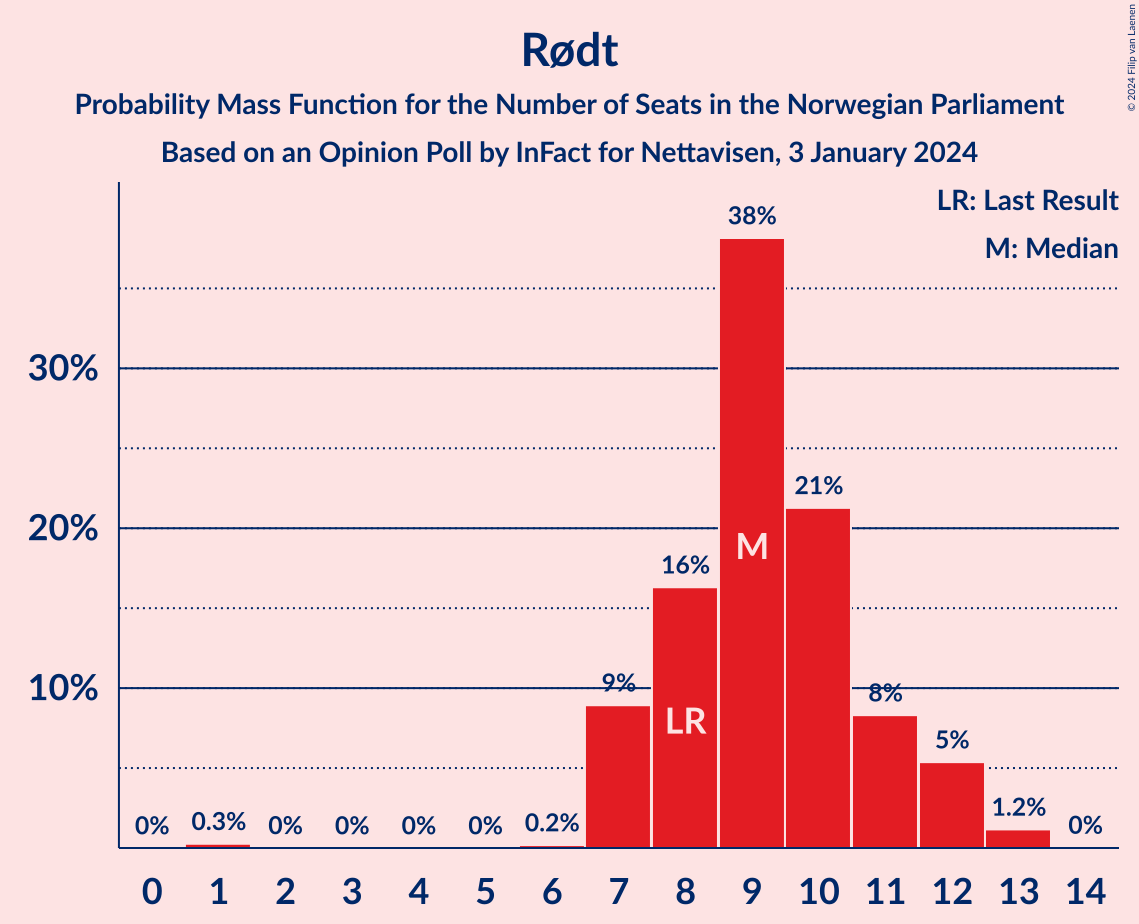 Rødt
Probability Mass Function for the Number of Seats in the Norwegian Parliament
Based on an Opinion Poll by InFact for Nettavisen, 3 January 2024
© 2024 Filip van Laenen
LR: Last Result
M: Median
38%
30%
21%
20%
M
16%
10%
9%
8%
LR
5%
0%
0.3%
0%
0%
0%
0%
0.2%
1.2%
0%
0 1 2 3 4 5 6 7 8 9 10 11 12 13 14